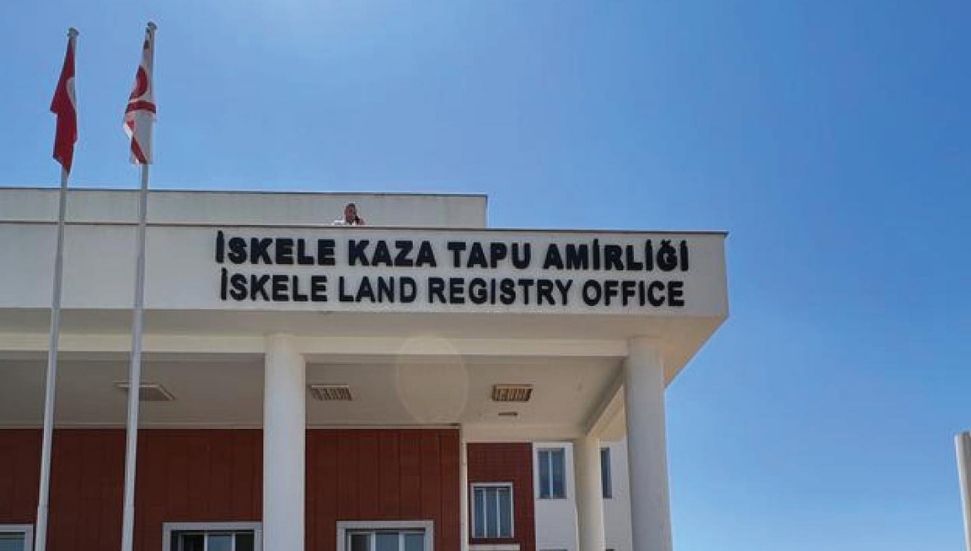 İSKELE KAZA TAPU AMİRLİĞİ
İSKELE LAND REGISTRY OFFICE